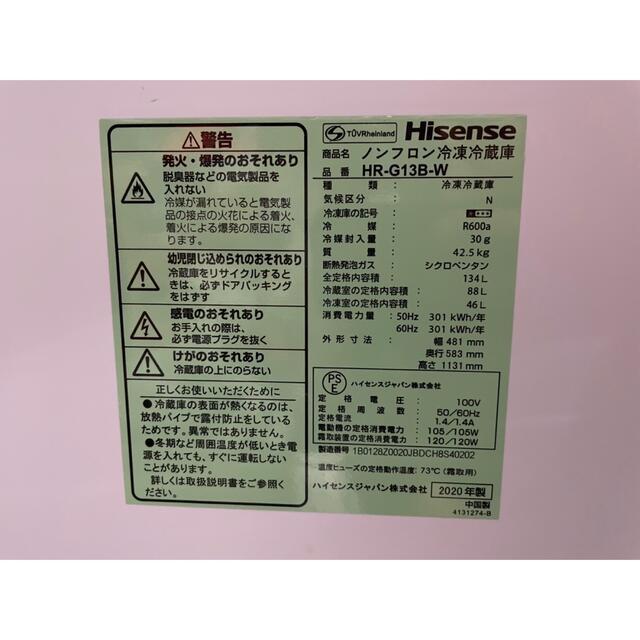 警告
発火・爆発のおそれあり
脱臭器などの電気製品を
入れない
冷媒が漏れていると電気製
品の接点の火花による着火、
着火による爆発の原因にな
ります。
幼児閉じ込められのおそれあり
冷蔵庫をリサイクルすると
きは、必ずドアパッキング
をはずす
感電のおそれあり
お手入れの際は、
必ず電源プラグを抜く
けがのおそれあり
冷蔵庫の上にのらない
正しくお使いいただくために
●冷蔵庫の表面が熱くなるのは、
放熱パイプで露付き防止をしている
ためです。異常ではありません。
●冬期など周囲温度が低いとき電
源を入れても、すぐに運転しない
ことがあります。
詳しくは取扱説明書をご参照く
ださい。
TÜVRheinland Hisense
商品名 ノンフロン冷凍冷蔵庫
品番 HR-G13B-W
種類 : 冷凍冷蔵庫
気候区分 : N
冷凍庫の記号 :
冷媒 : R600a
冷媒封入量 : 30g
質量 : 42.5kg
断熱発泡ガス : シクロペンタン
全定格内容積 : 134L
冷蔵室の定格内容積 : 88L
冷凍室の定格内容積 : 46L
消費電力量 : 50Hz 301 kWh/年
60Hz 301 kWh/年
外形寸法 : 幅 481 mm
奥行 583 mm
高さ 1131 mm
PSE ハイセンスジャパン株式会社
定格電圧 : 100V
定格周波数 : 50/60Hz
定格電流 : 1.4/1.4A
電動機の定格消費電力 : 105/105W
霜取装置の定格消費電力 : 120/120W
製造番号 1B0128Z0020JBDCH8S40202
温度ヒューズの定格動作温度: 73℃ (霜取用)
ハイセンスジャパン株式会社 2020年製
中国製
4131274-B